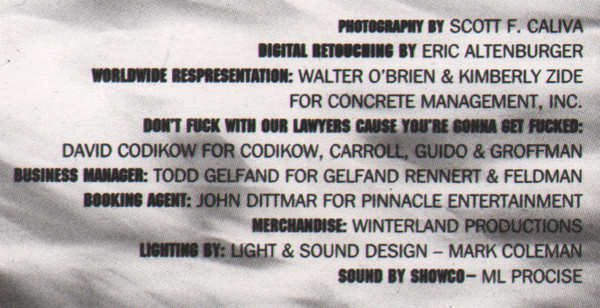 PHOTOGRAPHY BY SCOTT F. CALIVA
DIGITAL RETOUCHING BY ERIC ALTENBURGER
WORLDWIDE RESPRESENTATION: WALTER O'BRIEN & KIMBERLY ZIDE
FOR CONCRETE MANAGEMENT, INC.
DON'T FUCK WITH OUR LAWYERS CAUSE YOU'RE GONNA GET FUCKED:
DAVID CODIKOW FOR CODIKOW, CARROLL, GUIDO & GROFFMAN
BUSINESS MANAGER: TODD GELFAND FOR GELFAND RENNERT & FELDMAN
BOOKING AGENT: JOHN DITTMAR FOR PINNACLE ENTERTAINMENT
MERCHANDISE: WINTERLAND PRODUCTIONS
LIGHTING BY: LIGHT & SOUND DESIGN – MARK COLEMAN
SOUND BY SHOWCO– ML PROCISE